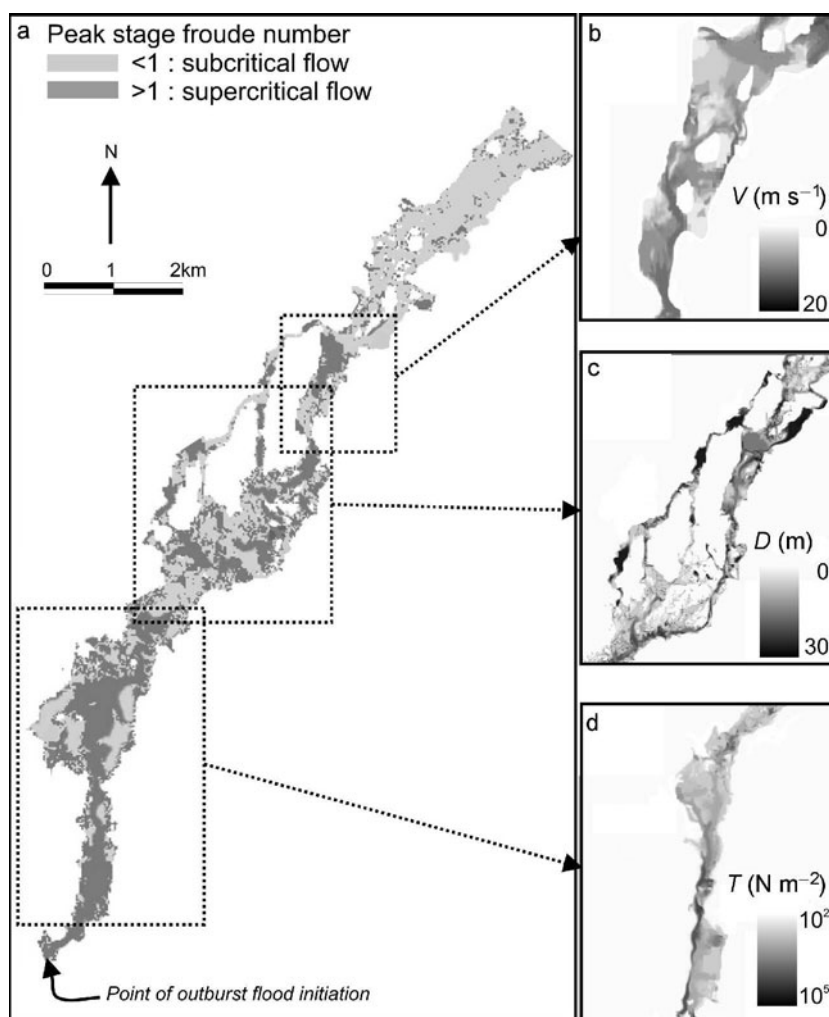 a
Peak stage froude number
<1 : subcritical flow
>1 : supercritical flow
N
0 1 2km
Point of outburst flood initiation
b
V (m s⁻¹)
0
20
c
D (m)
0
30
d
T (N m⁻²)
10²
10⁵